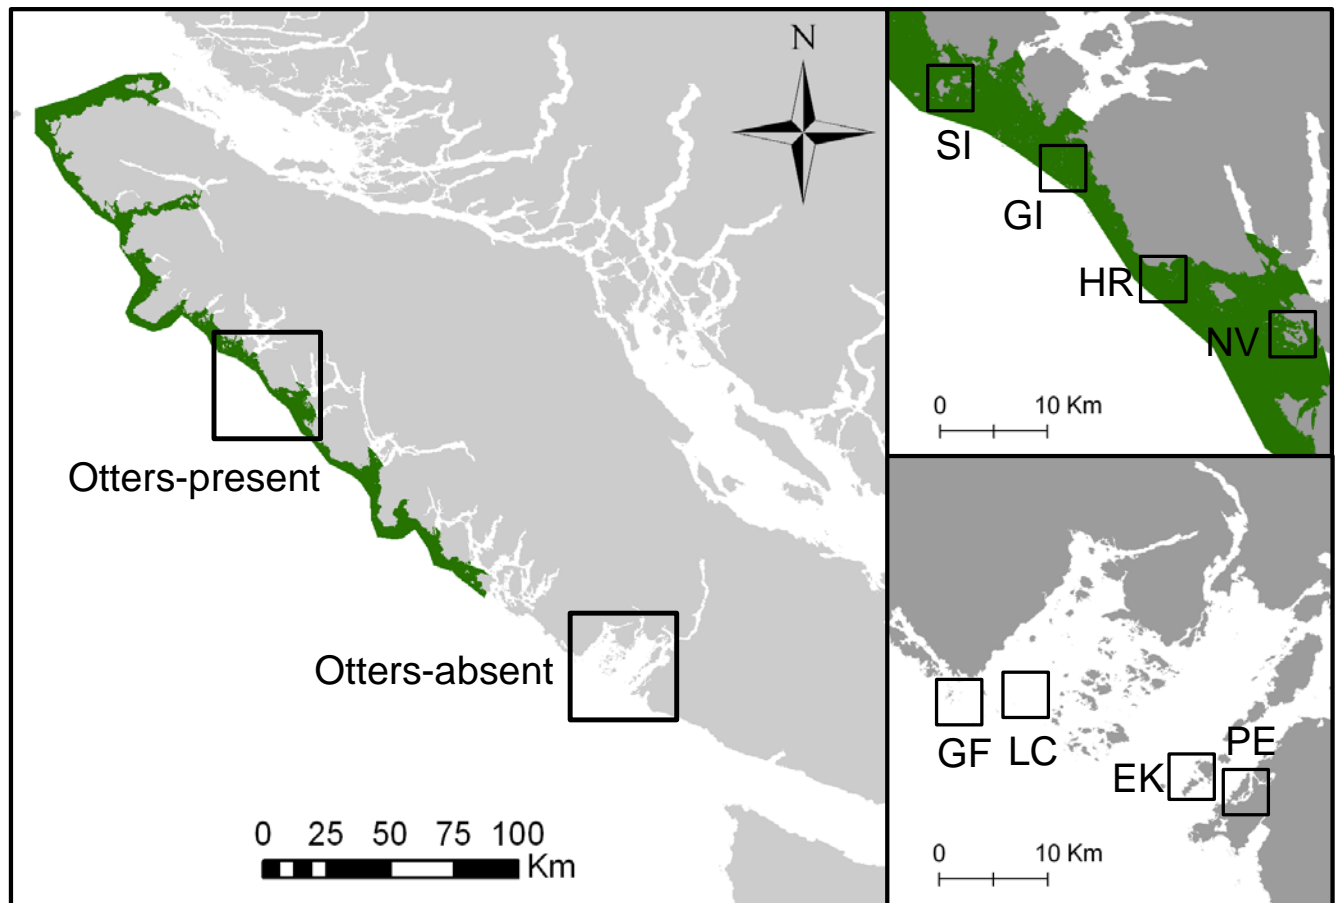 N
Otters-present
Otters-absent
0 25 50 75 100
Km
SI
GI
HR
NV
0 10 Km
GF
LC
EK
PE
0 10 Km